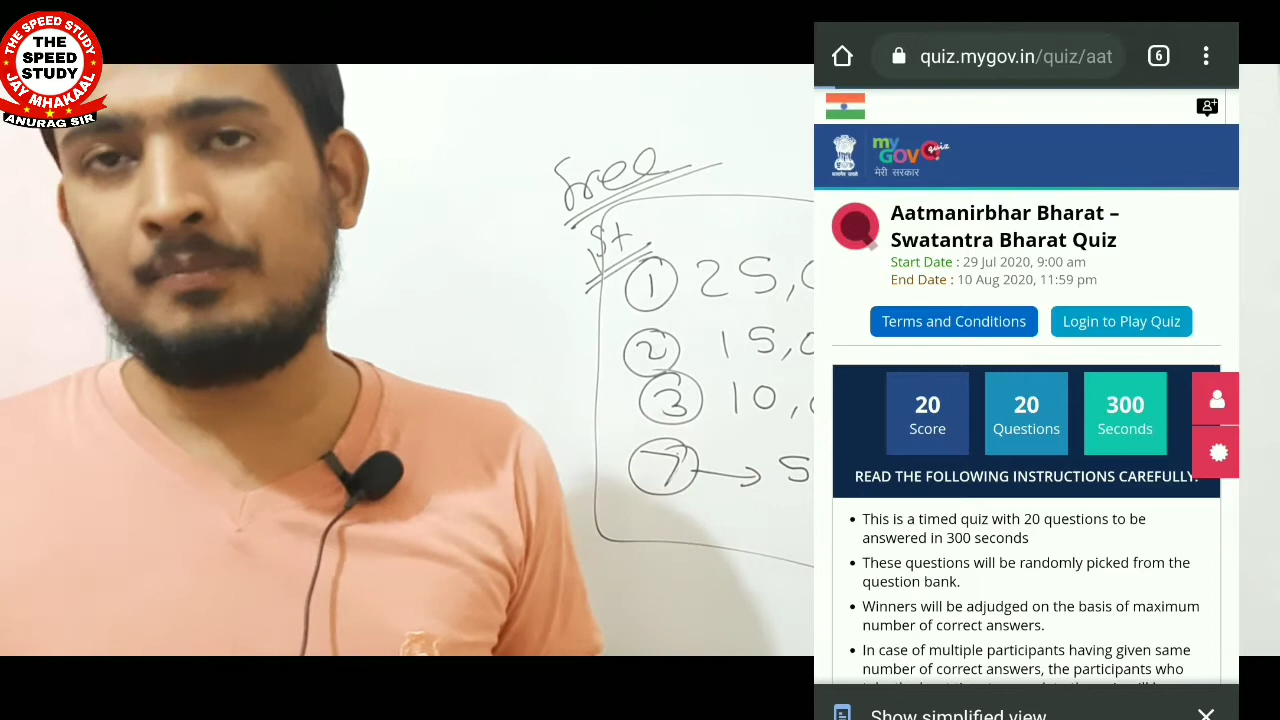 THE SPEED STUDY
THE
SPEED
STUDY
JAY MHAKAAL
ANURAG SIR
free
1 25,0
2 15,0
3 10,0
7 → 5
quiz.mygov.in/quiz/aat
6
my
GOV quiz
मेरी सरकार
Aatmanirbhar Bharat –
Swatantra Bharat Quiz
Start Date : 29 Jul 2020, 9:00 am
End Date : 10 Aug 2020, 11:59 pm
Terms and Conditions
Login to Play Quiz
20
Score
20
Questions
300
Seconds
READ THE FOLLOWING INSTRUCTIONS CAREFULLY.
• This is a timed quiz with 20 questions to be
answered in 300 seconds
• These questions will be randomly picked from the
question bank.
• Winners will be adjudged on the basis of maximum
number of correct answers.
• In case of multiple participants having given same
number of correct answers, the participants who
Show simplified view